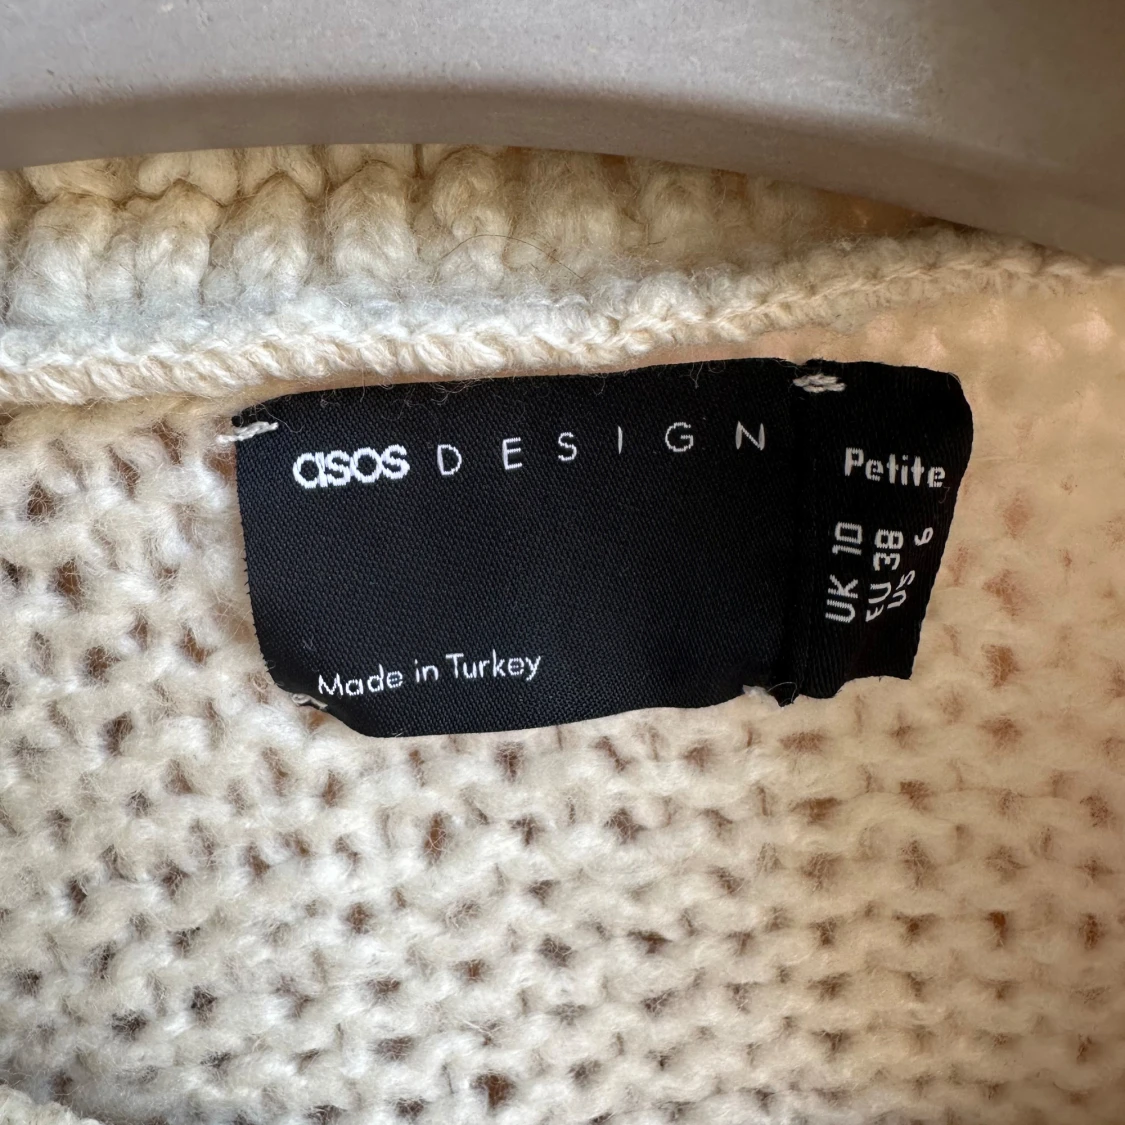 asos DESIGN
Made in Turkey
Petite
UK 10
EU 38
US 6